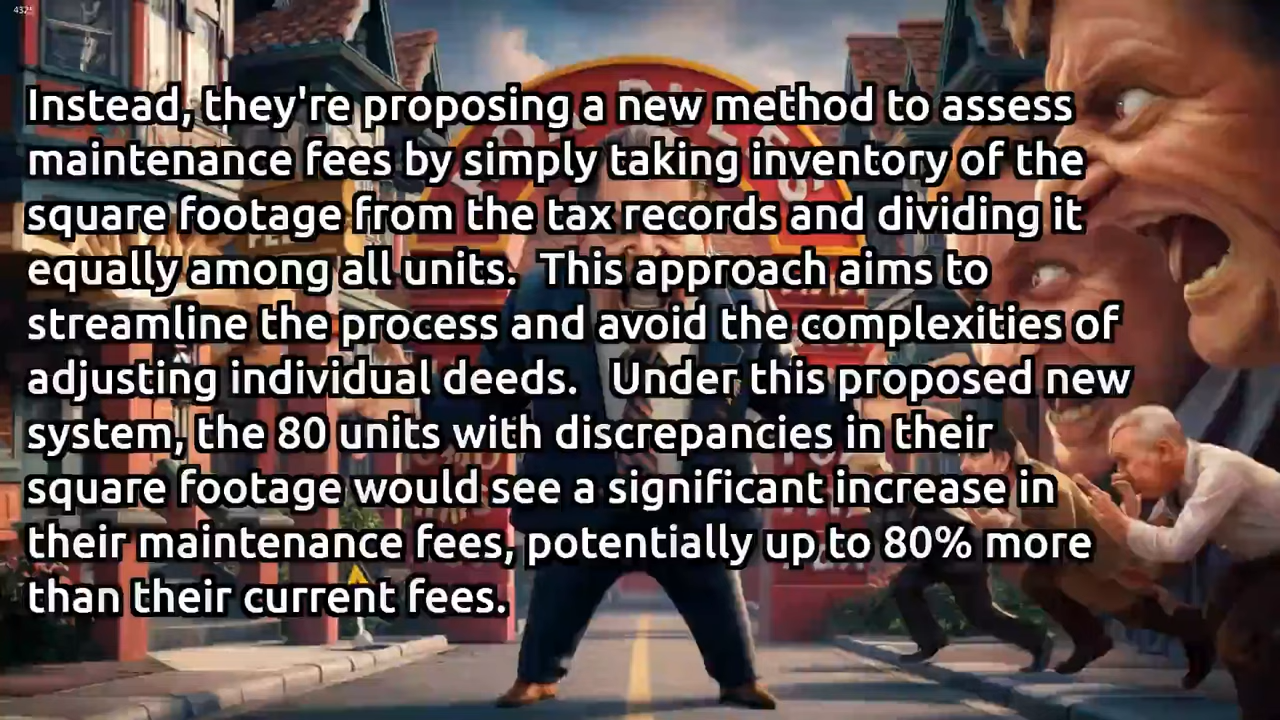 432
Instead, they're proposing a new method to assess
maintenance fees by simply taking inventory of the
square footage from the tax records and dividing it
equally among all units.  This approach aims to
streamline the process and avoid the complexities of
adjusting individual deeds.   Under this proposed new
system, the 80 units with discrepancies in their
square footage would see a significant increase in
their maintenance fees, potentially up to 80% more
than their current fees.